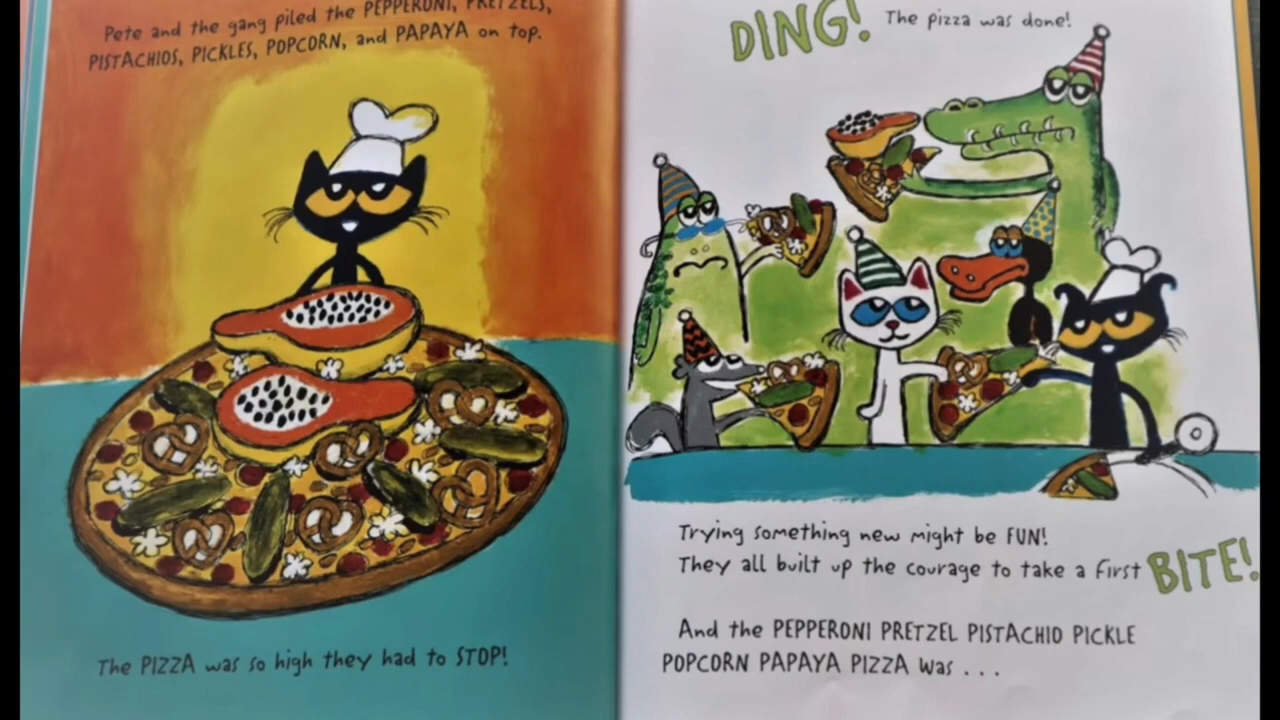 Pete and the gang piled the PEPPERONI, PRETZELS,
PISTACHIOS, PICKLES, POPCORN, and PAPAYA on top.
The PIZZA was so high they had to STOP!
DING! The pizza was done!
Trying something new might be FUN!
They all built up the courage to take a first BITE!
And the PEPPERONI PRETZEL PISTACHIO PICKLE
POPCORN PAPAYA PIZZA was . . .